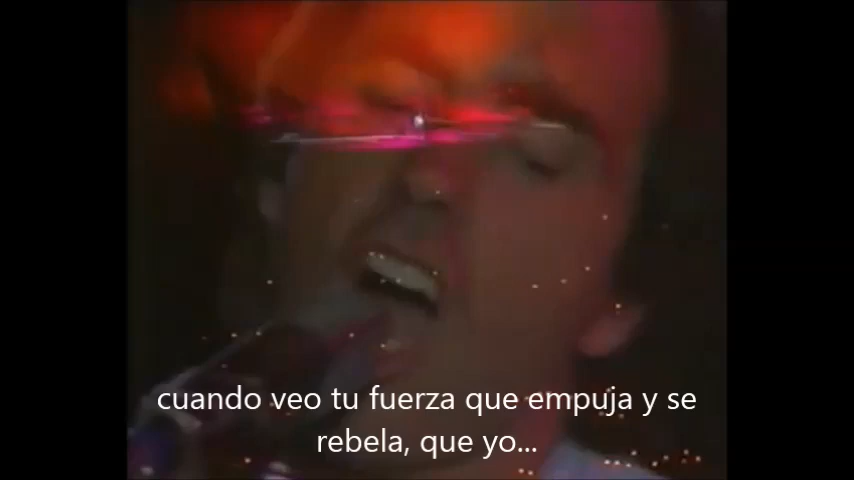 cuando veo tu fuerza que empuja y se
rebela, que yo...